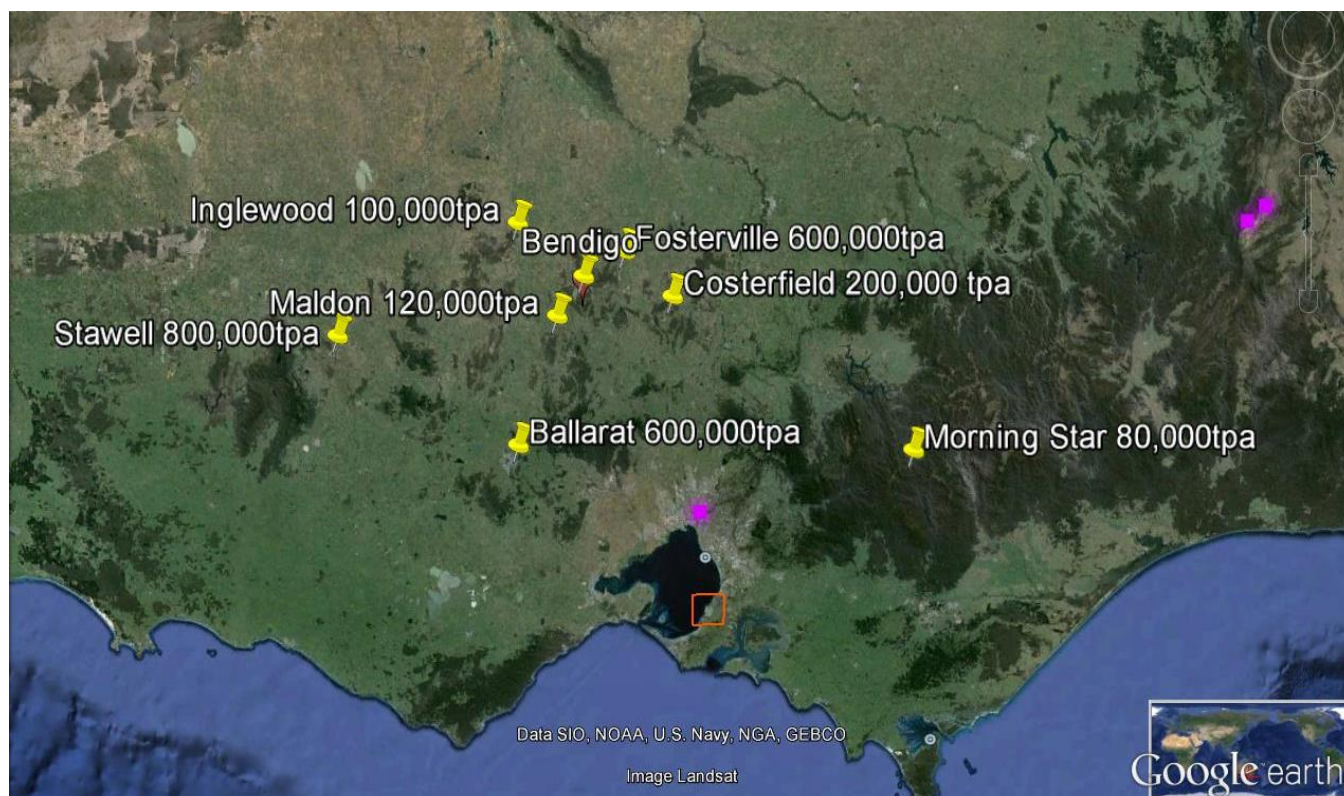 Inglewood 100,000tpa
Bendigo
Fosterville 600,000tpa
Costerfield 200,000 tpa
Maldon 120,000tpa
Stawell 800,000tpa
Ballarat 600,000tpa
Morning Star 80,000tpa
Data SIO, NOAA, U.S. Navy, NGA, GEBCO
Image Landsat
Google earth